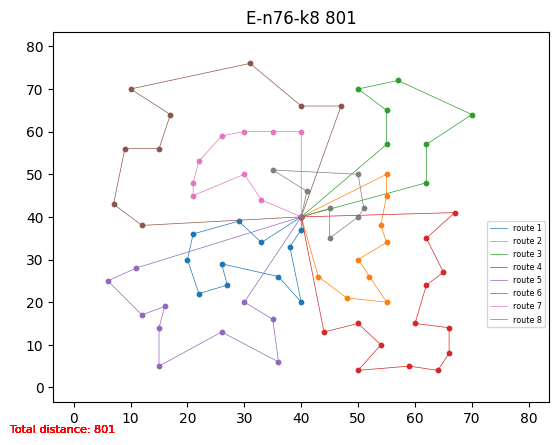 E-n76-k8 801
80
70
60
50
40
30
20
10
0
0 10 20 30 40 50 60 70 80
route 1
route 2
route 3
route 4
route 5
route 6
route 7
route 8
Total distance: 801